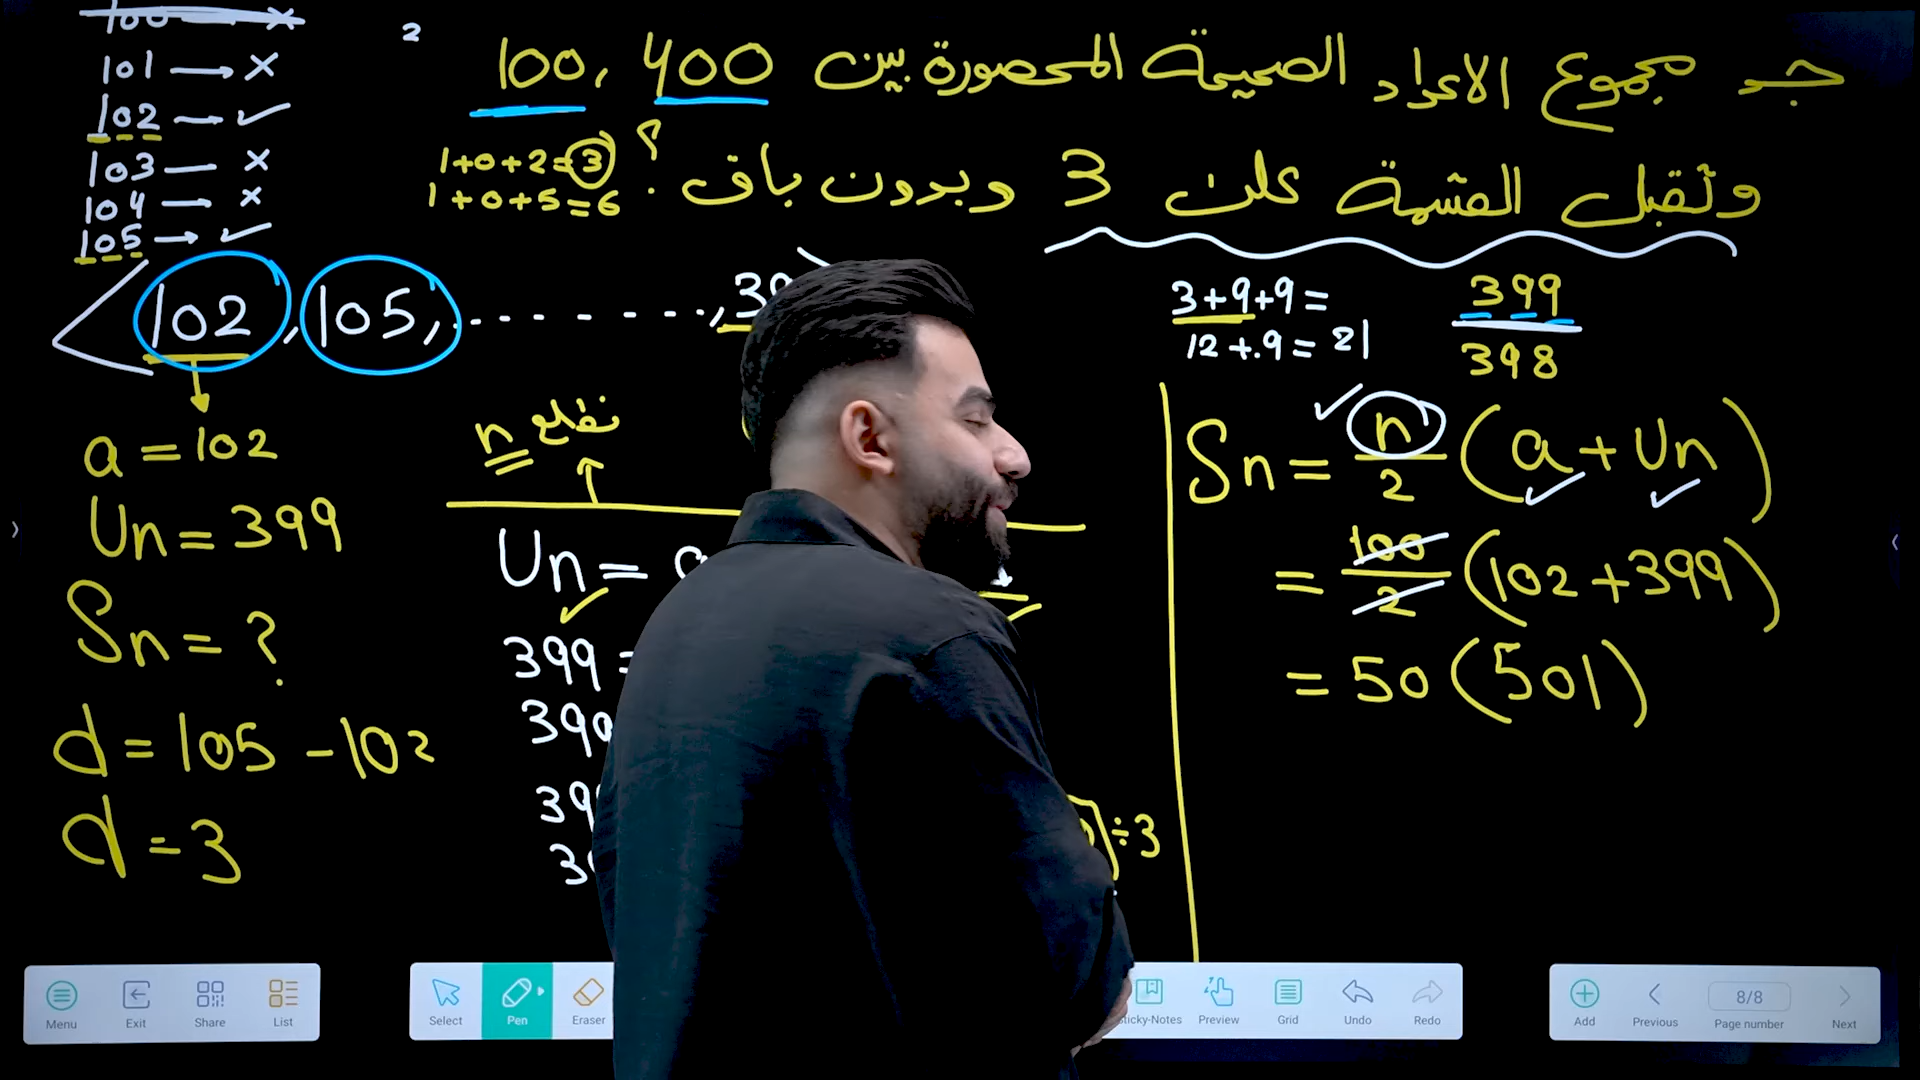 جد مجموع الاعداد الصحيحة المحصورة بين 400 , 100
وتقبل القسمة على 3 وبدون باق ؟
2
100 — ×
101 → ×
102 → ✓
103 — ×
104 → ×
105 → ✓
1+0+2=3
1+0+5=6
102 , 105, ........ ,
3+9+9=
12+.9= 21
399
398
a = 102
Un = 399
Sn = ?
d = 105 - 102
d = 3
n نطلع
Un =
399 =
÷3
Sn = n/2 (a + Un)
= 100/2 (102 + 399)
= 50 (501)
Menu Exit Share List
Select Pen Eraser
Sticky-Notes Preview Grid Undo Redo
Add Previous 8/8 Page number Next